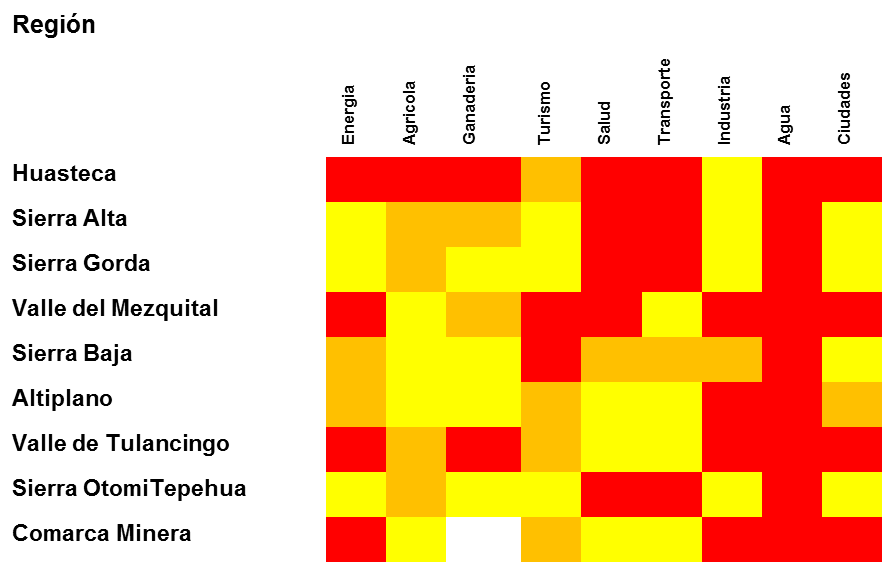 Región
Energia
Agricola
Ganaderia
Turismo
Salud
Transporte
Industria
Agua
Ciudades
Huasteca
Sierra Alta
Sierra Gorda
Valle del Mezquital
Sierra Baja
Altiplano
Valle de Tulancingo
Sierra OtomiTepehua
Comarca Minera